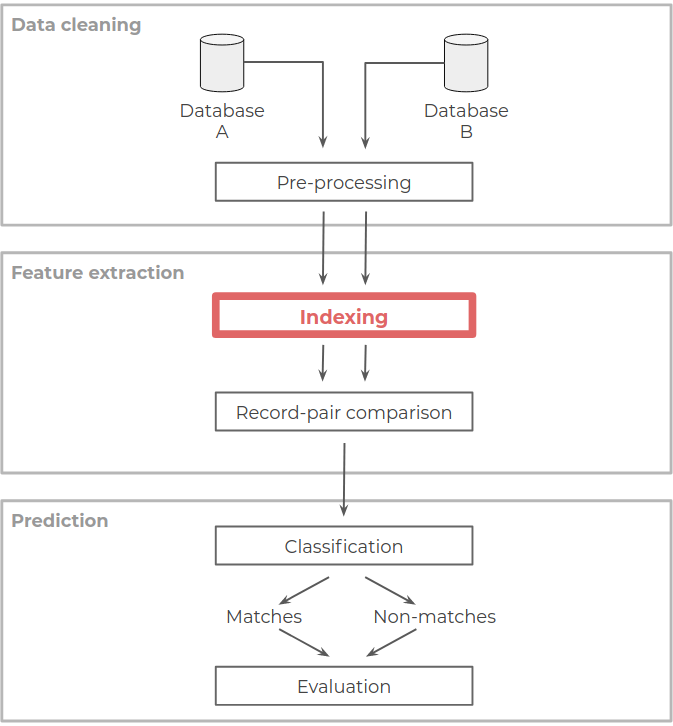 Data cleaning
Database
A
Database
B
Pre-processing
Feature extraction
Indexing
Record-pair comparison
Prediction
Classification
Matches
Non-matches
Evaluation